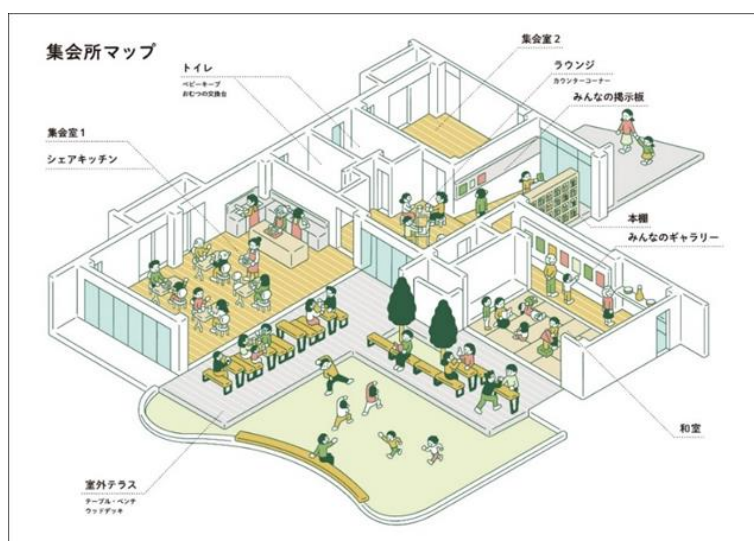 集会所マップ
集会室2
トイレ
ベビーキープ
おむつの交換台
ラウンジ
カウンターコーナー
みんなの掲示板
集会室1
シェアキッチン
本棚
みんなのギャラリー
和室
室外テラス
テーブル・ベンチ
ウッドデッキ